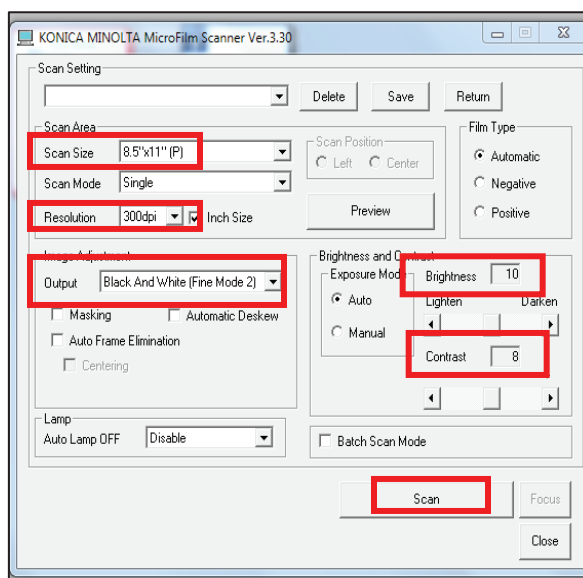 KONICA MINOLTA MicroFilm Scanner Ver.3.30
Scan Setting
Delete Save Return
Scan Area
Scan Size 8.5"x11" (P)
Scan Position
Left Center
Film Type
Automatic
Scan Mode Single
Negative
Resolution 300dpi Inch Size
Preview
Positive
Image Adjustment
Output Black And White (Fine Mode 2)
Masking Automatic Deskew
Auto Frame Elimination
Centering
Brightness and Contrast
Exposure Mode
Auto
Manual
Brightness 10
Lighten Darken
Contrast 8
Lamp
Auto Lamp OFF Disable
Batch Scan Mode
Scan Focus
Close